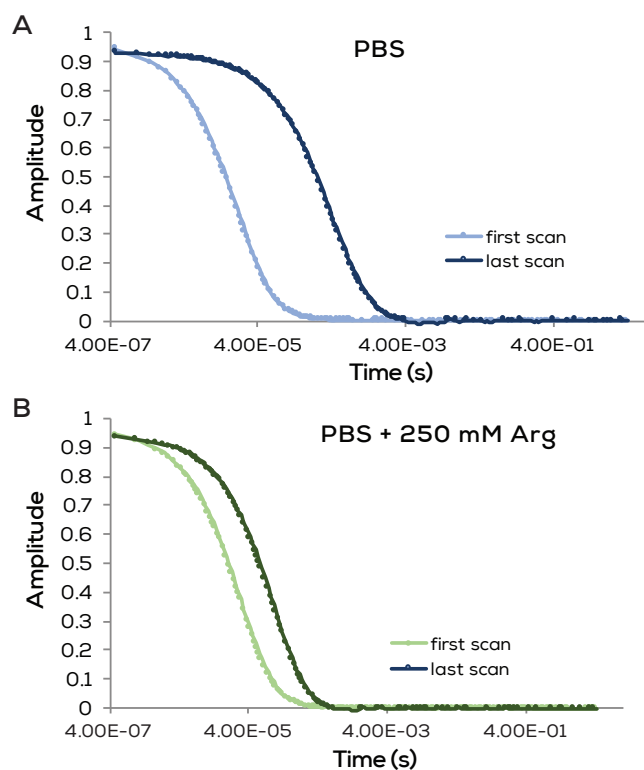 A
PBS
1
0.9
0.8
0.7
0.6
0.5
0.4
0.3
0.2
0.1
0
Amplitude
first scan
last scan
4.00E-07 4.00E-05 4.00E-03 4.00E-01
Time (s)
B
PBS + 250 mM Arg
1
0.9
0.8
0.7
0.6
0.5
0.4
0.3
0.2
0.1
0
Amplitude
first scan
last scan
4.00E-07 4.00E-05 4.00E-03 4.00E-01
Time (s)